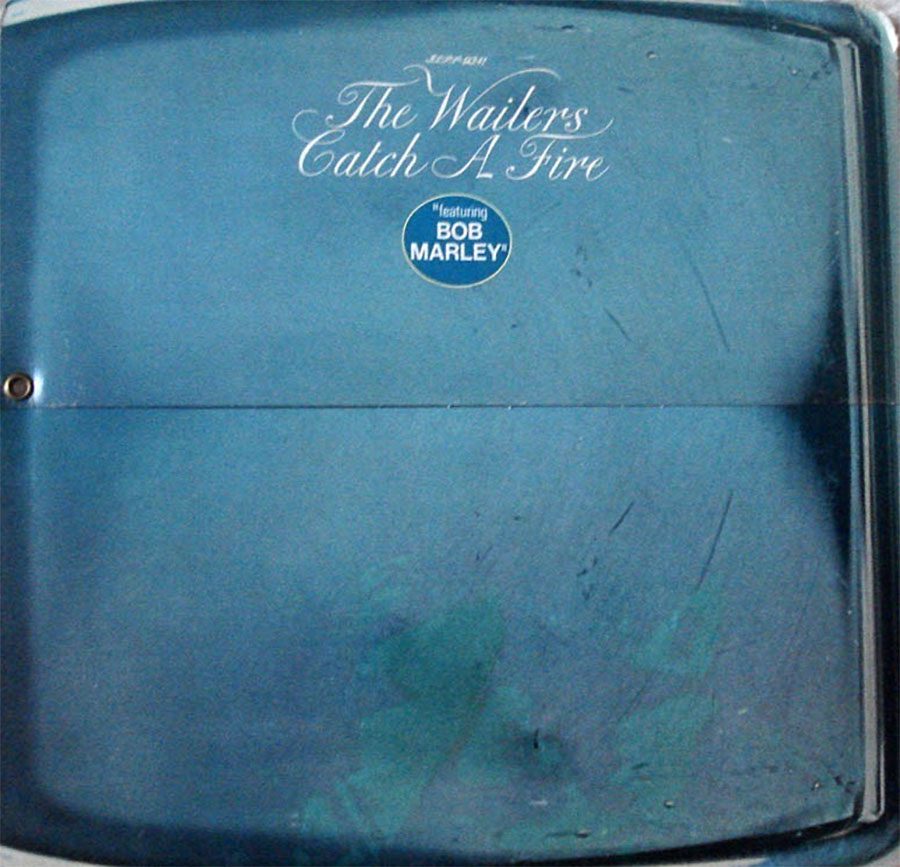 The Wailers
Catch A Fire
"featuring
BOB
MARLEY"